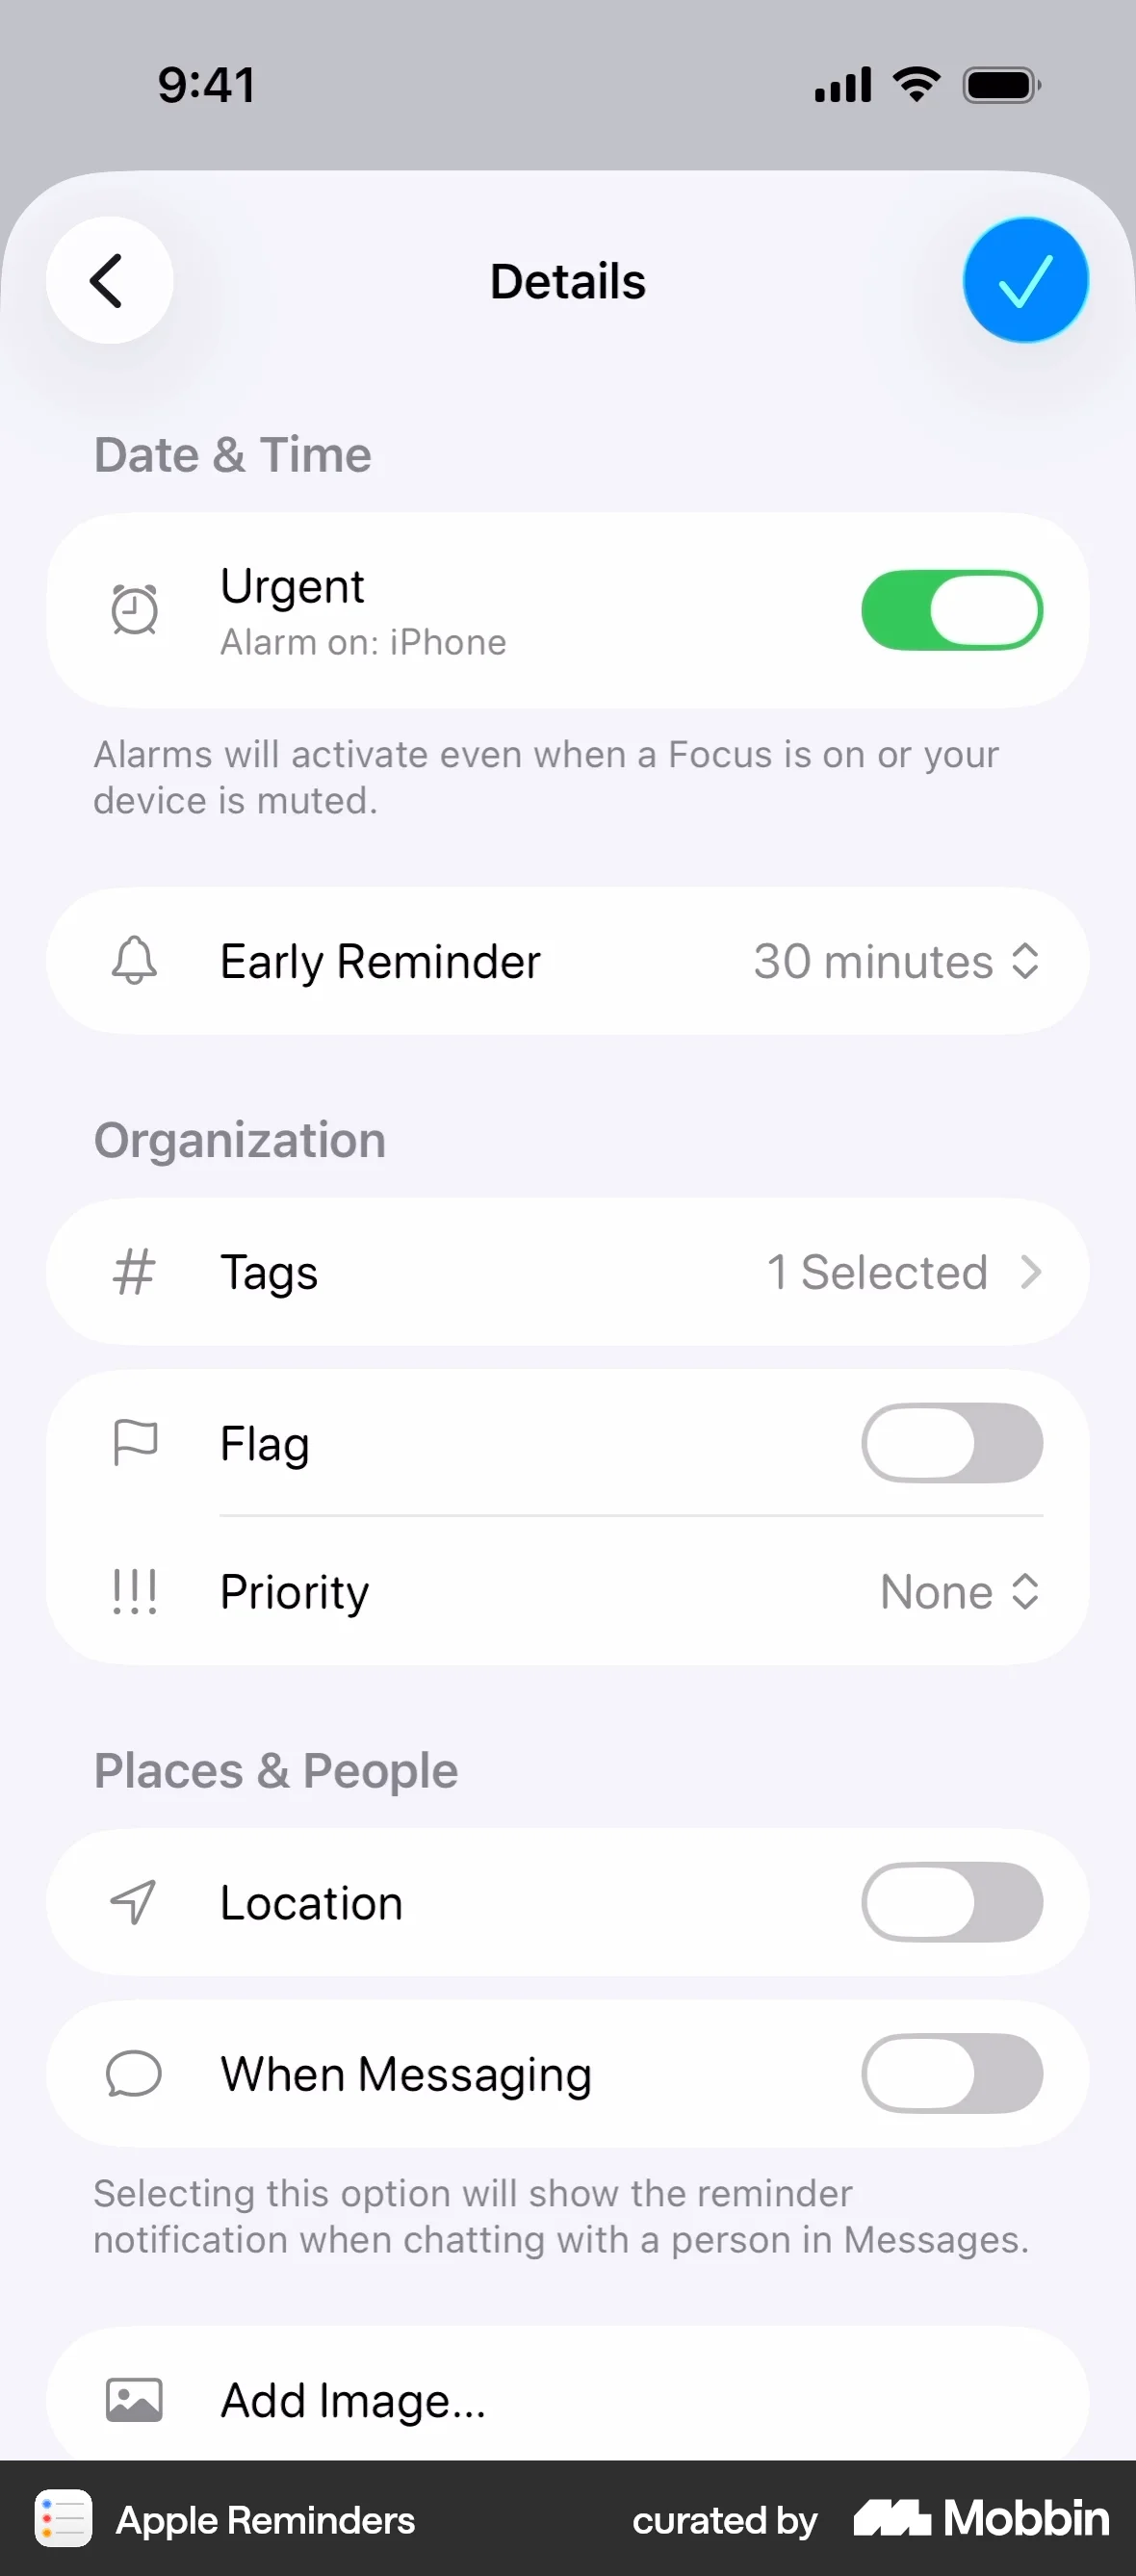 9:41
Details
Date & Time
Urgent
Alarm on: iPhone
Alarms will activate even when a Focus is on or your
device is muted.
Early Reminder 30 minutes
Organization
# Tags 1 Selected
Flag
!!! Priority None
Places & People
Location
When Messaging
Selecting this option will show the reminder
notification when chatting with a person in Messages.
Add Image...
Apple Reminders curated by Mobbin